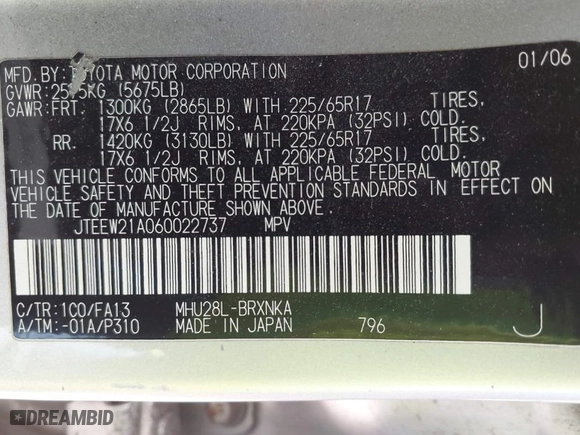 MFD. BY:TOYOTA MOTOR CORPORATION 01/06
GVWR: (5675LB)
GAWR:FRT. 1300KG (2865LB) WITH 225/65R17 TIRES,
17X6 1/2J RIMS, AT 220KPA (32PSI) COLD.
RR. 1420KG (3130LB) WITH 225/65R17 TIRES,
17X6 1/2J RIMS, AT 220KPA (32PSI) COLD.
THIS VEHICLE CONFORMS TO ALL APPLICABLE FEDERAL MOTOR
VEHICLE SAFETY AND THEFT PREVENTION STANDARDS IN EFFECT ON
THE DATE OF MANUFACTURE SHOWN ABOVE.
JTEEW21A060022737 MPV
C/TR:1C0/FA13 MHU28L-BRXNKA
A/TM:-01A/P310 MADE IN JAPAN 796 J
DREAMBID